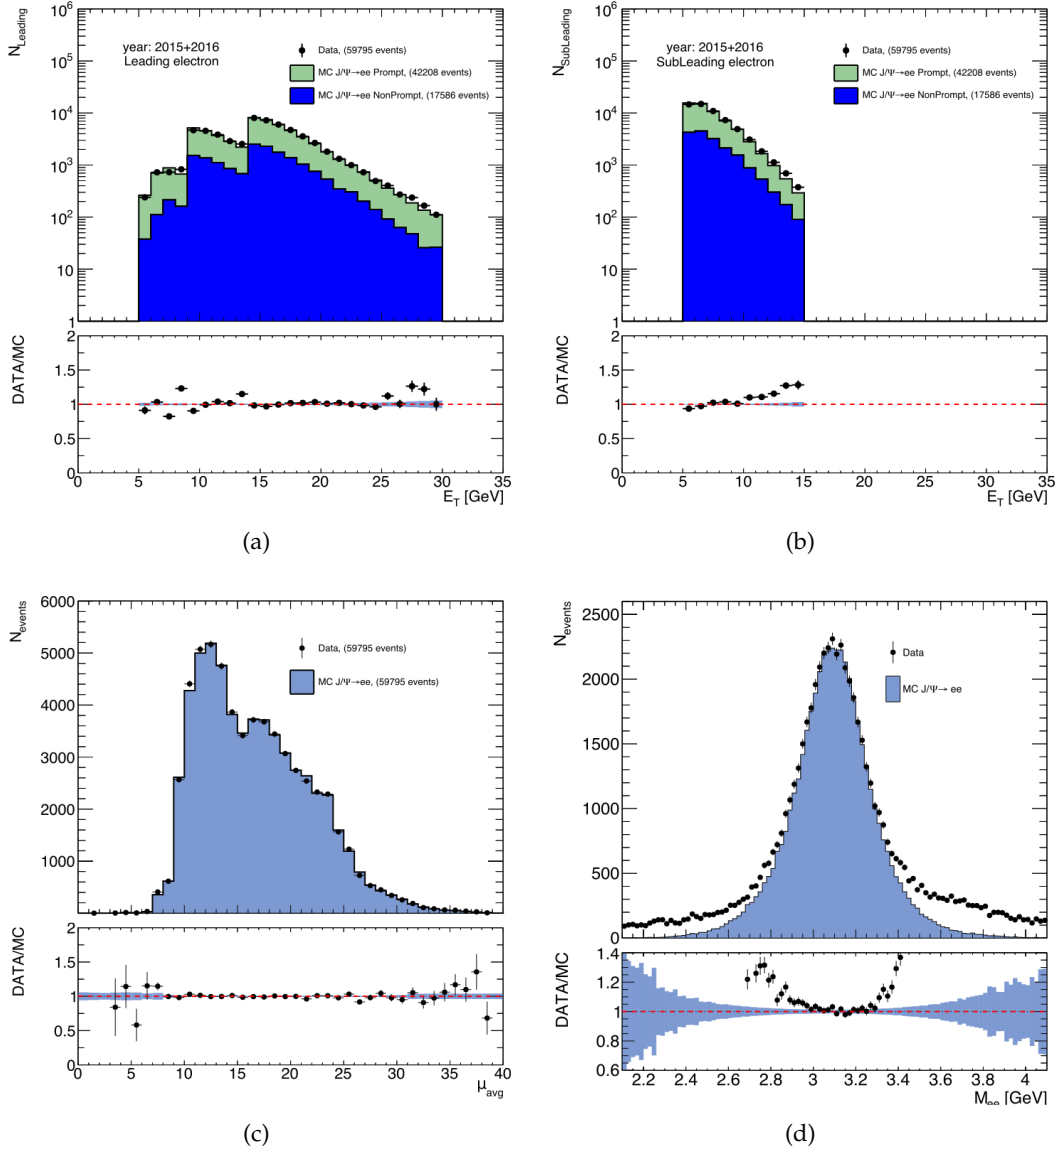 N_Leading
10^6
10^5
10^4
10^3
10^2
10
1
year: 2015+2016
Leading electron
Data, (59795 events)
MC J/Ψ→ee Prompt, (42208 events)
MC J/Ψ→ee NonPrompt, (17586 events)
DATA/MC
2
1.5
1
0.5
0
0 5 10 15 20 25 30 35
E_T [GeV]
(a)
N_SubLeading
10^6
10^5
10^4
10^3
10^2
10
1
year: 2015+2016
SubLeading electron
Data, (59795 events)
MC J/Ψ→ee Prompt, (42208 events)
MC J/Ψ→ee NonPrompt, (17586 events)
DATA/MC
2
1.5
1
0.5
0
0 5 10 15 20 25 30 35
E_T [GeV]
(b)
N_events
6000
5000
4000
3000
2000
1000
Data, (59795 events)
MC J/Ψ→ee, (59795 events)
DATA/MC
2
1.5
1
0.5
0
0 5 10 15 20 25 30 35 40
μ_avg
(c)
N_events
2500
2000
1500
1000
500
0
Data
MC J/Ψ→ ee
DATA/MC
1.4
1.2
1
0.8
0.6
2.2 2.4 2.6 2.8 3 3.2 3.4 3.6 3.8 4
M_ee [GeV]
(d)